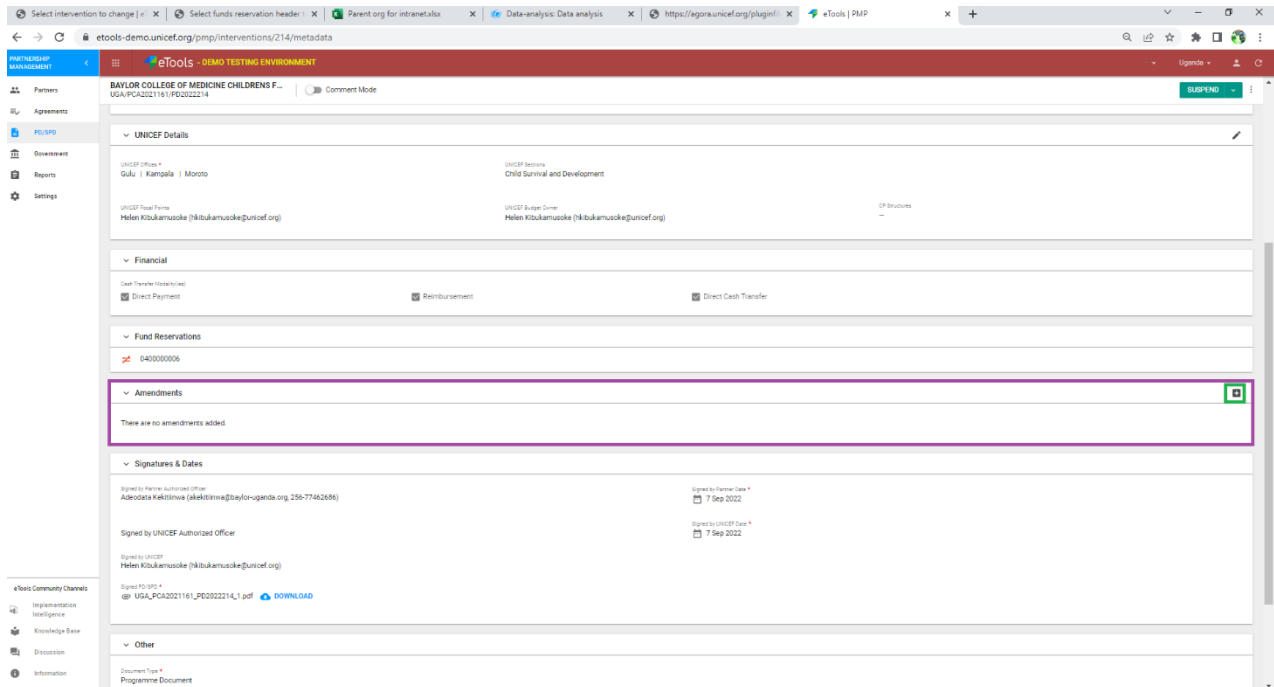 Select intervention to change | eT
Select funds reservation header t
Parent org for intranet.xlsx
Data-analysis: Data analysis
https://agora.unicef.org/pluginfil
eTools | PMP
etools-demo.unicef.org/pmp/interventions/214/metadata
PARTNERSHIP
MANAGEMENT
eTools - DEMO TESTING ENVIRONMENT
Uganda
Partners
Agreements
PD/SPD
Government
Reports
Settings
BAYLOR COLLEGE OF MEDICINE CHILDRENS F...
UGA/PCA2021161/PD2022214
Comment Mode
SUSPEND
UNICEF Details
UNICEF Offices *
UNICEF Sections
Gulu | Kampala | Moroto
Child Survival and Development
UNICEF Focal Points
UNICEF Budget Owner
CP Structures
Helen Kibukamusoke (hkibukamusoke@unicef.org)
Helen Kibukamusoke (hkibukamusoke@unicef.org)
—
Financial
Cash Transfer Modality(ies)
Direct Payment
Reimbursement
Direct Cash Transfer
Fund Reservations
0400000006
Amendments
There are no amendments added.
Signatures & Dates
Signed by Partner Authorized Officer
Signed by Partner Date *
Adeodata Kekitiinwa (akekitiinwa@baylor-uganda.org, 256-77462686)
7 Sep 2022
Signed by UNICEF Date *
Signed by UNICEF Authorized Officer
7 Sep 2022
Signed by UNICEF
Helen Kibukamusoke (hkibukamusoke@unicef.org)
Signed PD/SPD *
UGA_PCA2021161_PD2022214_1.pdf DOWNLOAD
Other
Document Type *
Programme Document
eTools Community Channels
Implementation
Intelligence
Knowledge Base
Discussion
Information